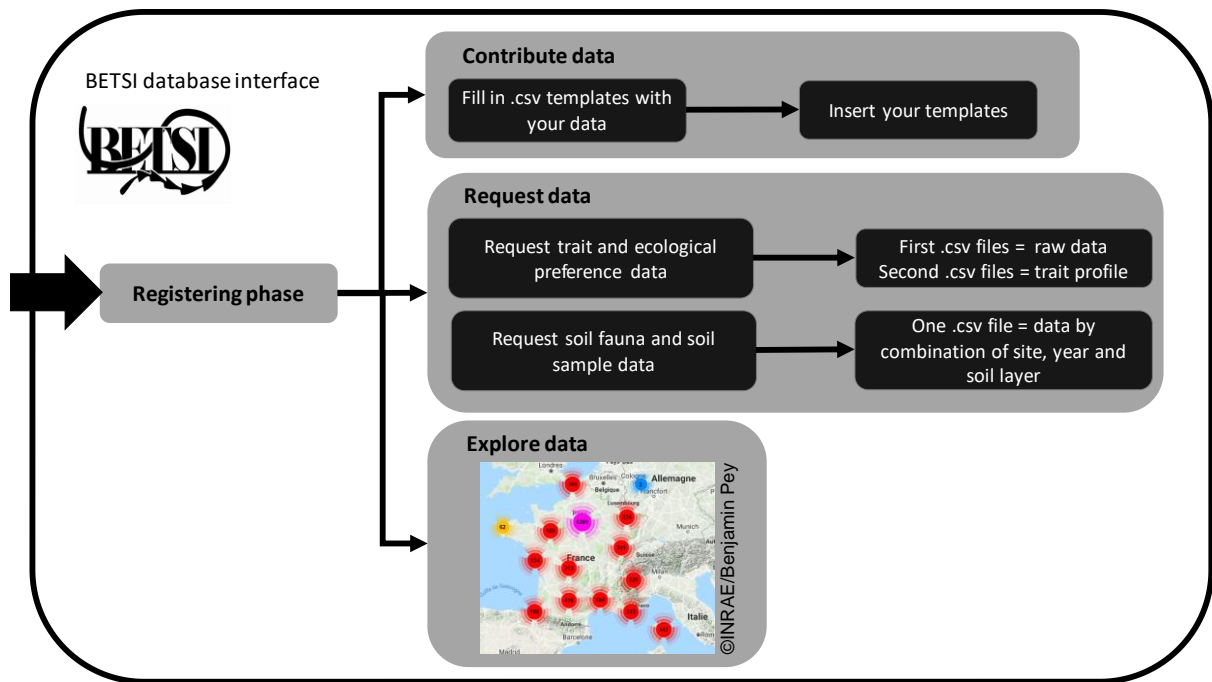 BETSI database interface
BETSI
Registering phase
Contribute data
Fill in .csv templates with
your data
Insert your templates
Request data
Request trait and ecological
preference data
First .csv files = raw data
Second .csv files = trait profile
Request soil fauna and soil
sample data
One .csv file = data by
combination of site, year and
soil layer
Explore data
Londres
Bruxelles
Belgique
Allemagne
Luxembourg
Munich
62
France
Suisse
Milan
Italie
Andorre
Barcelone
Madrid
©INRAE/Benjamin Pey